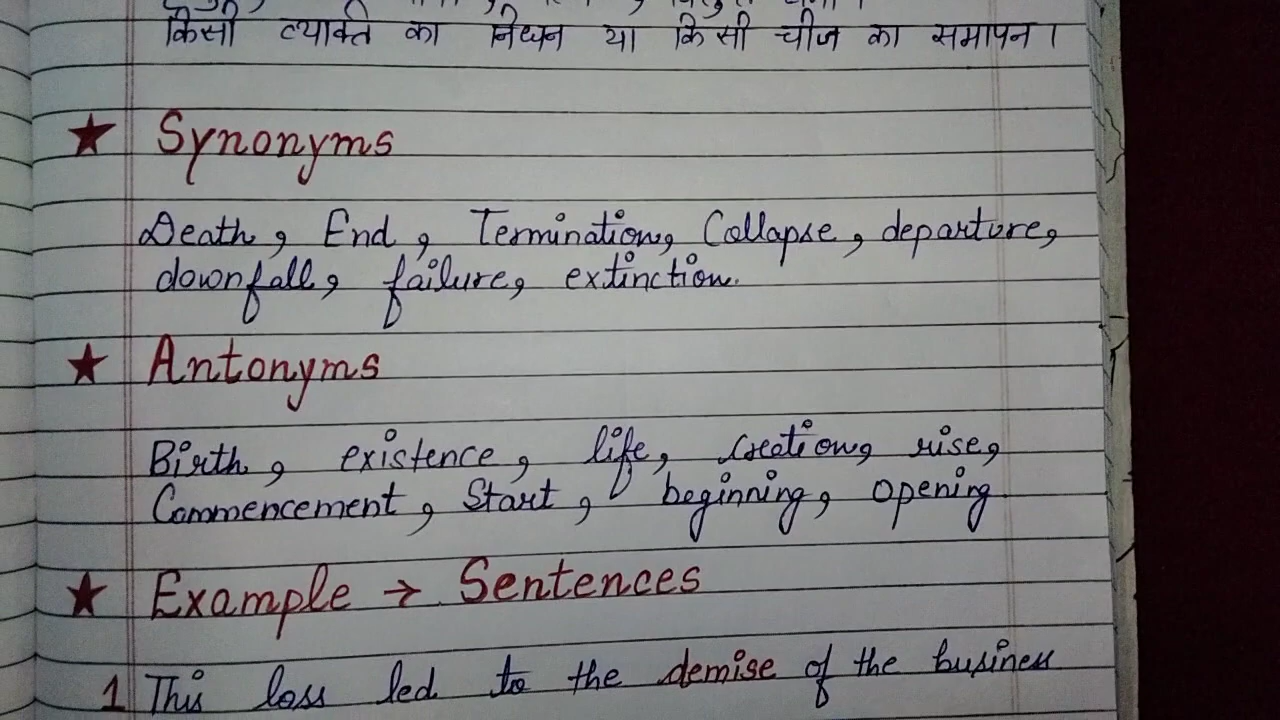 किसी व्यक्ति का निधन या किसी चीज का समापन।
★ Synonyms
Death, End, Termination, Collapse, departure,
downfall, failure, extinction.
★ Antonyms
Birth, existence, life, creation, rise,
Commencement, Start, beginning, opening
★ Example → Sentences
1 This loss led to the demise of the business